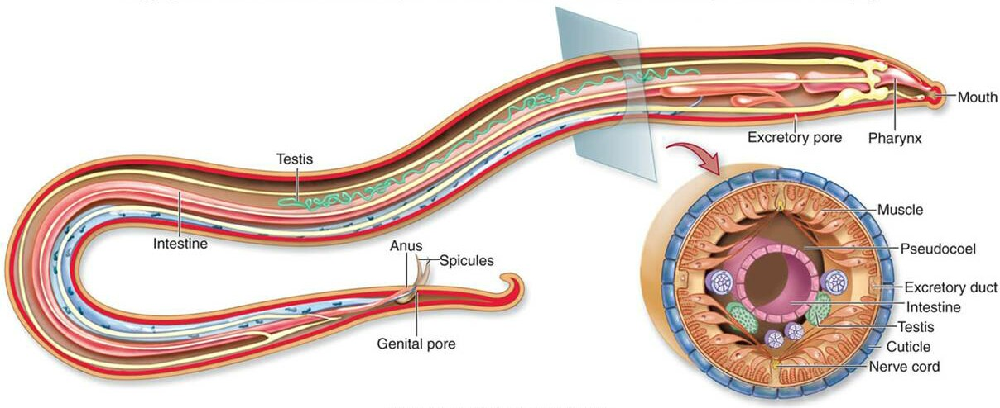 Mouth
Excretory pore
Pharynx
Testis
Intestine
Anus
Spicules
Genital pore
Muscle
Pseudocoel
Excretory duct
Intestine
Testis
Cuticle
Nerve cord